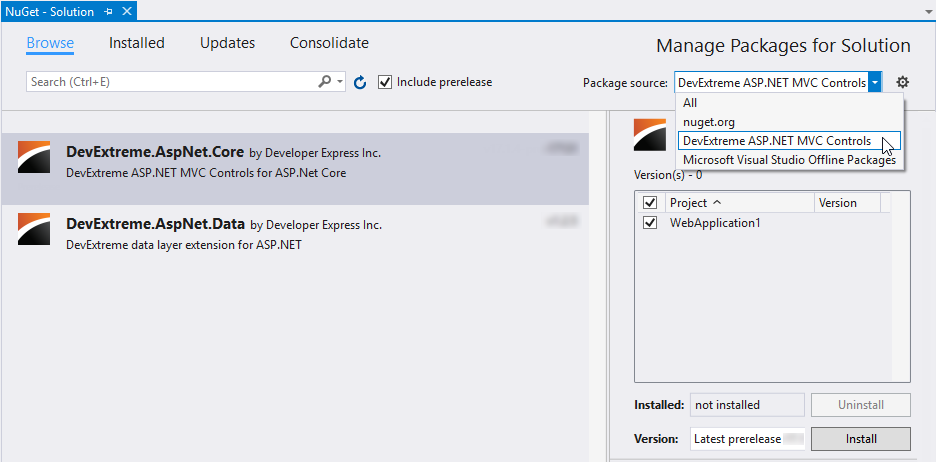 NuGet - Solution
Browse Installed Updates Consolidate
Manage Packages for Solution
Search (Ctrl+E)
Include prerelease
Package source: DevExtreme ASP.NET MVC Controls
All
nuget.org
DevExtreme ASP.NET MVC Controls
Microsoft Visual Studio Offline Packages
DevExtreme.AspNet.Core by Developer Express Inc.
DevExtreme ASP.NET MVC Controls for ASP.Net Core
DevExtreme.AspNet.Data by Developer Express Inc.
DevExtreme data layer extension for ASP.NET
Version(s) - 0
Project Version
WebApplication1
Installed: not installed Uninstall
Version: Latest prerelease Install